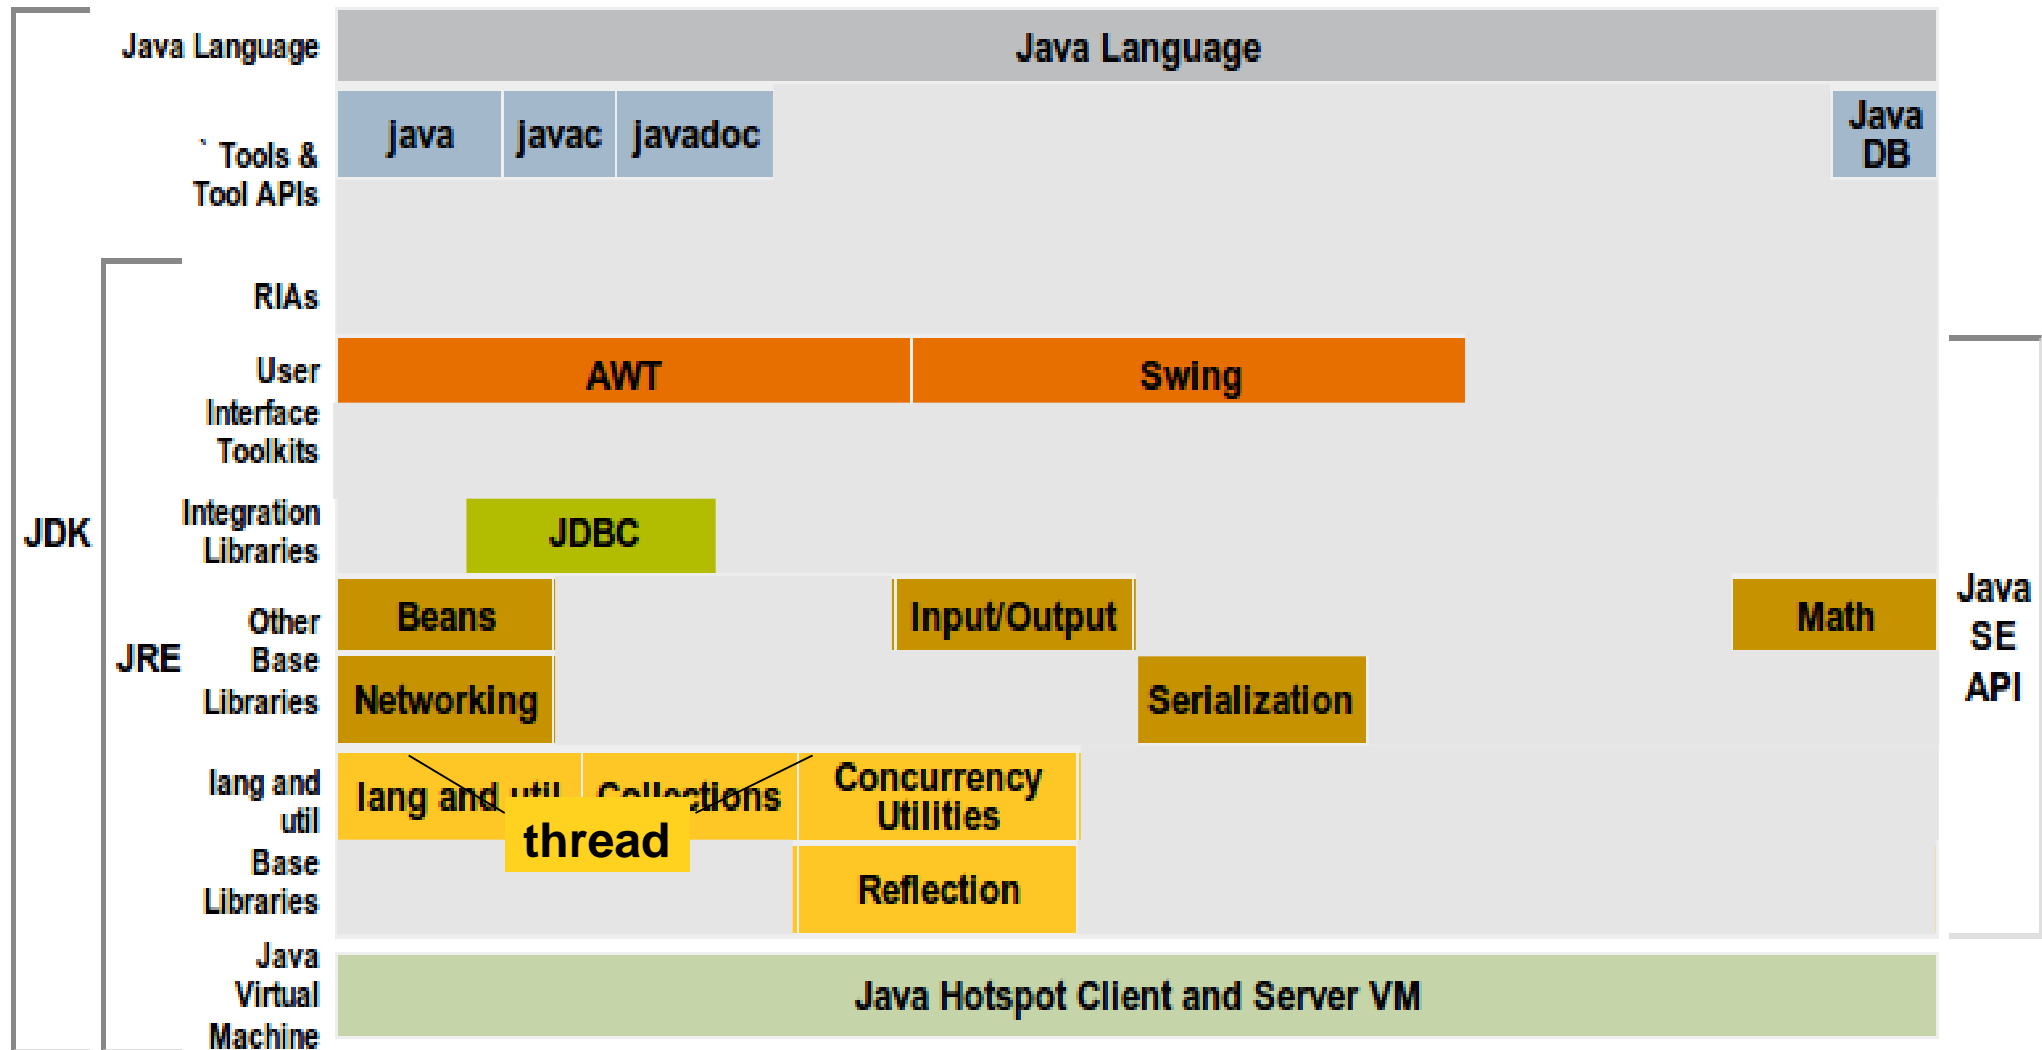 Java Language
Java Language
` Tools &
Tool APIs
java
javac
javadoc
Java
DB
RIAs
User
Interface
Toolkits
AWT
Swing
Integration
Libraries
JDBC
JDK
JRE
Other
Base
Libraries
Beans
Input/Output
Math
Networking
Serialization
Java
SE
API
lang and
util
Base
Libraries
lang and util
Collections
Concurrency
Utilities
thread
Reflection
Java
Virtual
Machine
Java Hotspot Client and Server VM